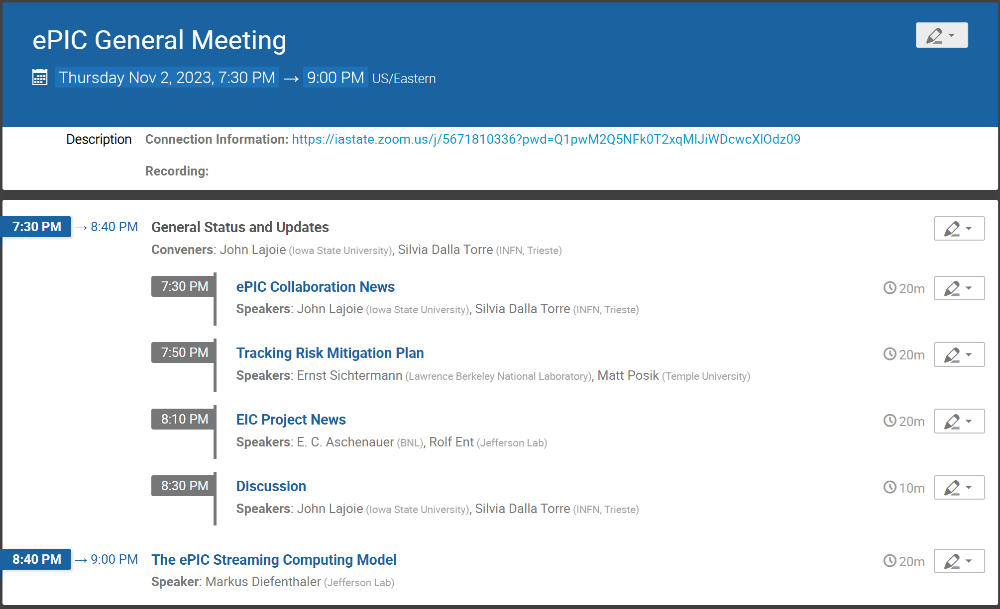 ePIC General Meeting
Thursday Nov 2, 2023, 7:30 PM → 9:00 PM US/Eastern
Description Connection Information: https://iastate.zoom.us/j/5671810336?pwd=Q1pwM2Q5NFk0T2xqMlJiWDcwcXlOdz09
Recording:
7:30 PM → 8:40 PM General Status and Updates
Conveners: John Lajoie (Iowa State University), Silvia Dalla Torre (INFN, Trieste)
7:30 PM ePIC Collaboration News 20m
Speakers: John Lajoie (Iowa State University), Silvia Dalla Torre (INFN, Trieste)
7:50 PM Tracking Risk Mitigation Plan 20m
Speakers: Ernst Sichtermann (Lawrence Berkeley National Laboratory), Matt Posik (Temple University)
8:10 PM EIC Project News 20m
Speakers: E. C. Aschenauer (BNL), Rolf Ent (Jefferson Lab)
8:30 PM Discussion 10m
Speakers: John Lajoie (Iowa State University), Silvia Dalla Torre (INFN, Trieste)
8:40 PM → 9:00 PM The ePIC Streaming Computing Model 20m
Speaker: Markus Diefenthaler (Jefferson Lab)